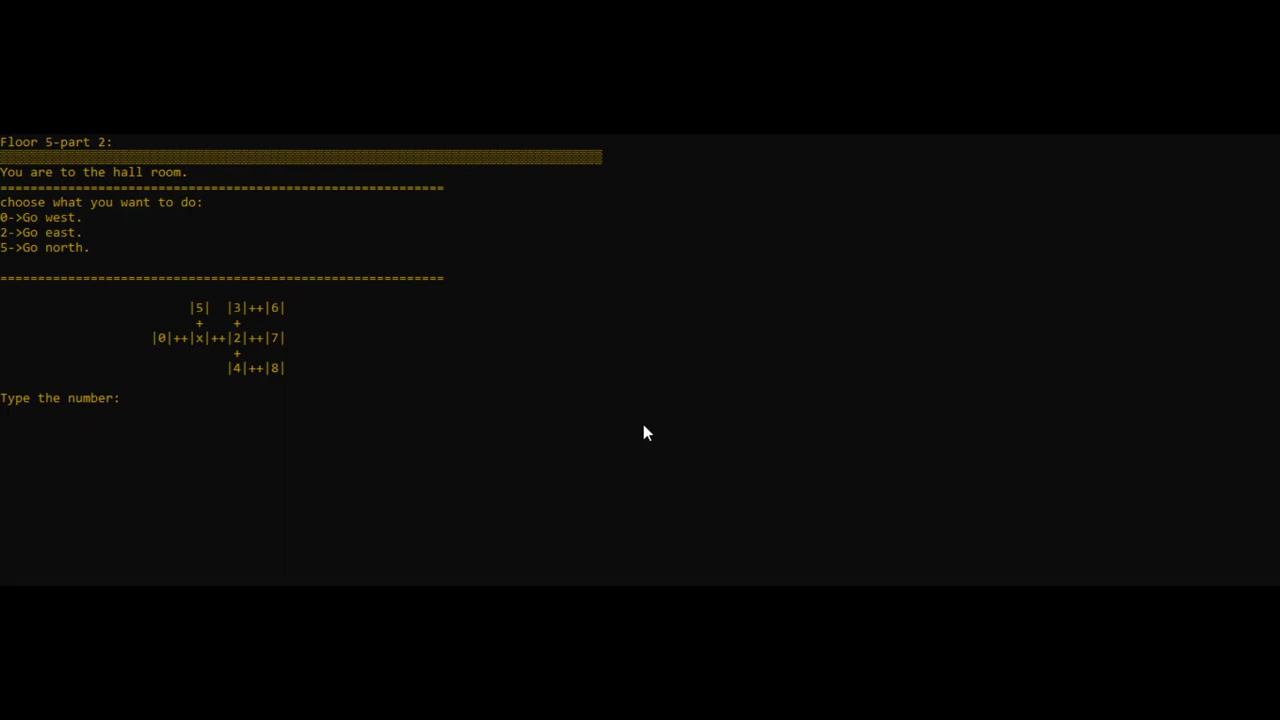 Floor 5-part 2:
▒▒▒▒▒▒▒▒▒▒▒▒▒▒▒▒▒▒▒▒▒▒▒▒▒▒▒▒▒▒▒▒▒▒▒▒▒▒▒▒▒▒▒▒▒▒▒▒▒▒▒▒▒▒▒▒▒▒▒▒▒▒▒▒▒▒▒▒▒▒▒▒▒▒▒▒▒▒▒▒
You are to the hall room.
===========================================================
choose what you want to do:
0->Go west.
2->Go east.
5->Go north.
===========================================================
|5|  |3|++|6|
+    +
|0|++|x|++|2|++|7|
+
|4|++|8|
Type the number: